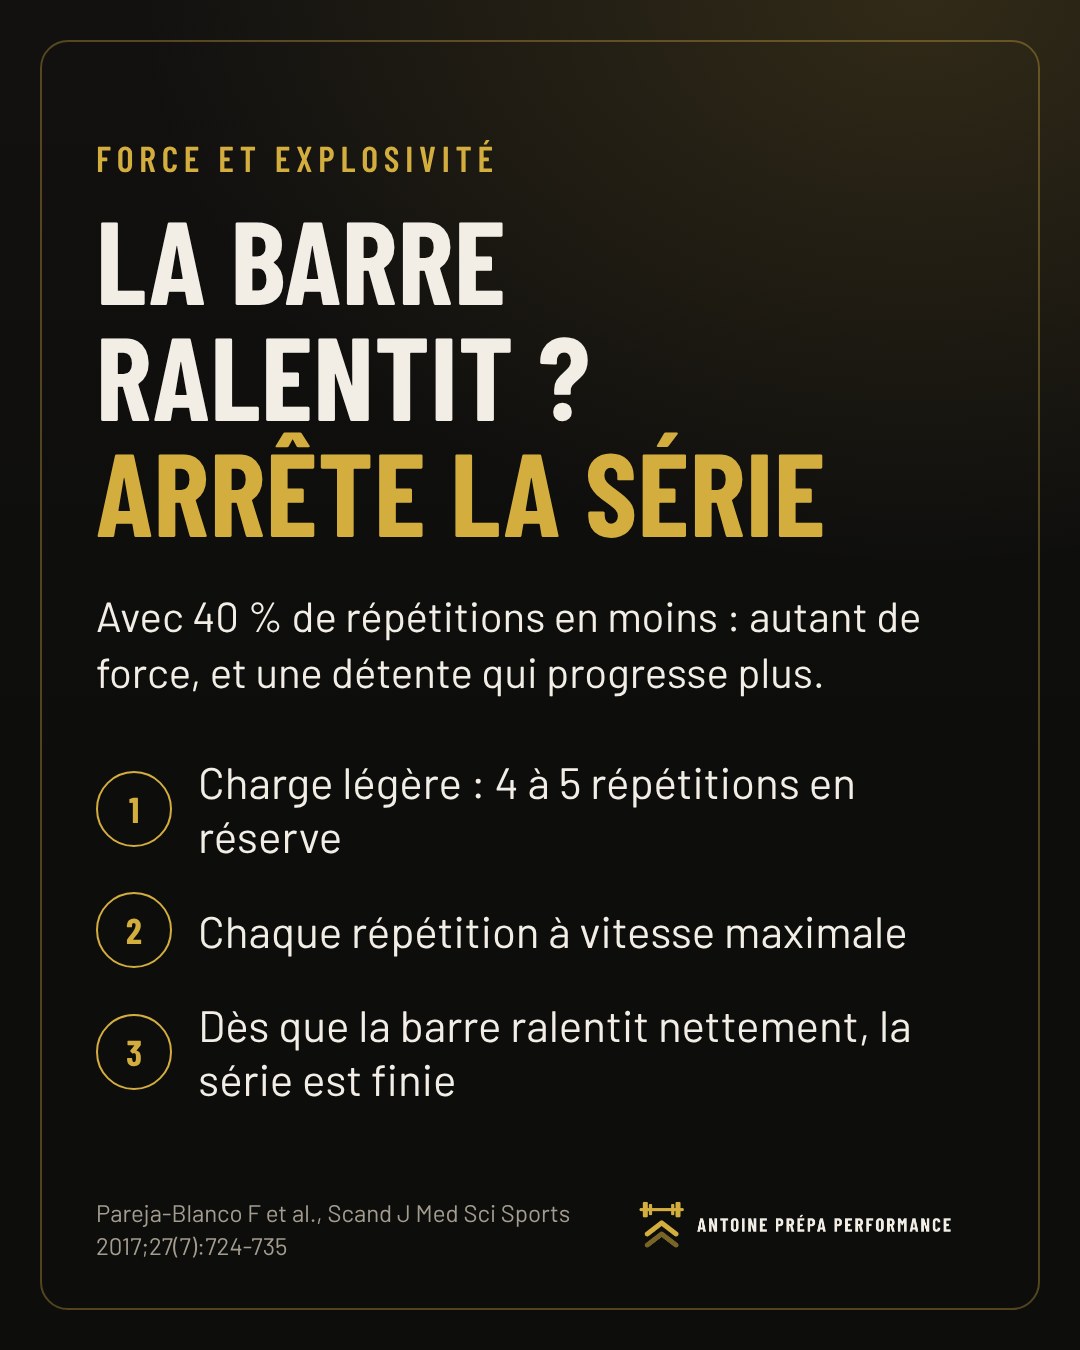 FORCE ET EXPLOSIVITÉ
LA BARRE
RALENTIT ?
ARRÊTE LA SÉRIE
Avec 40 % de répétitions en moins : autant de
force, et une détente qui progresse plus.
1
Charge légère : 4 à 5 répétitions en
réserve
2
Chaque répétition à vitesse maximale
3
Dès que la barre ralentit nettement, la
série est finie
Pareja-Blanco F et al., Scand J Med Sci Sports
2017;27(7):724-735
ANTOINE PRÉPA PERFORMANCE